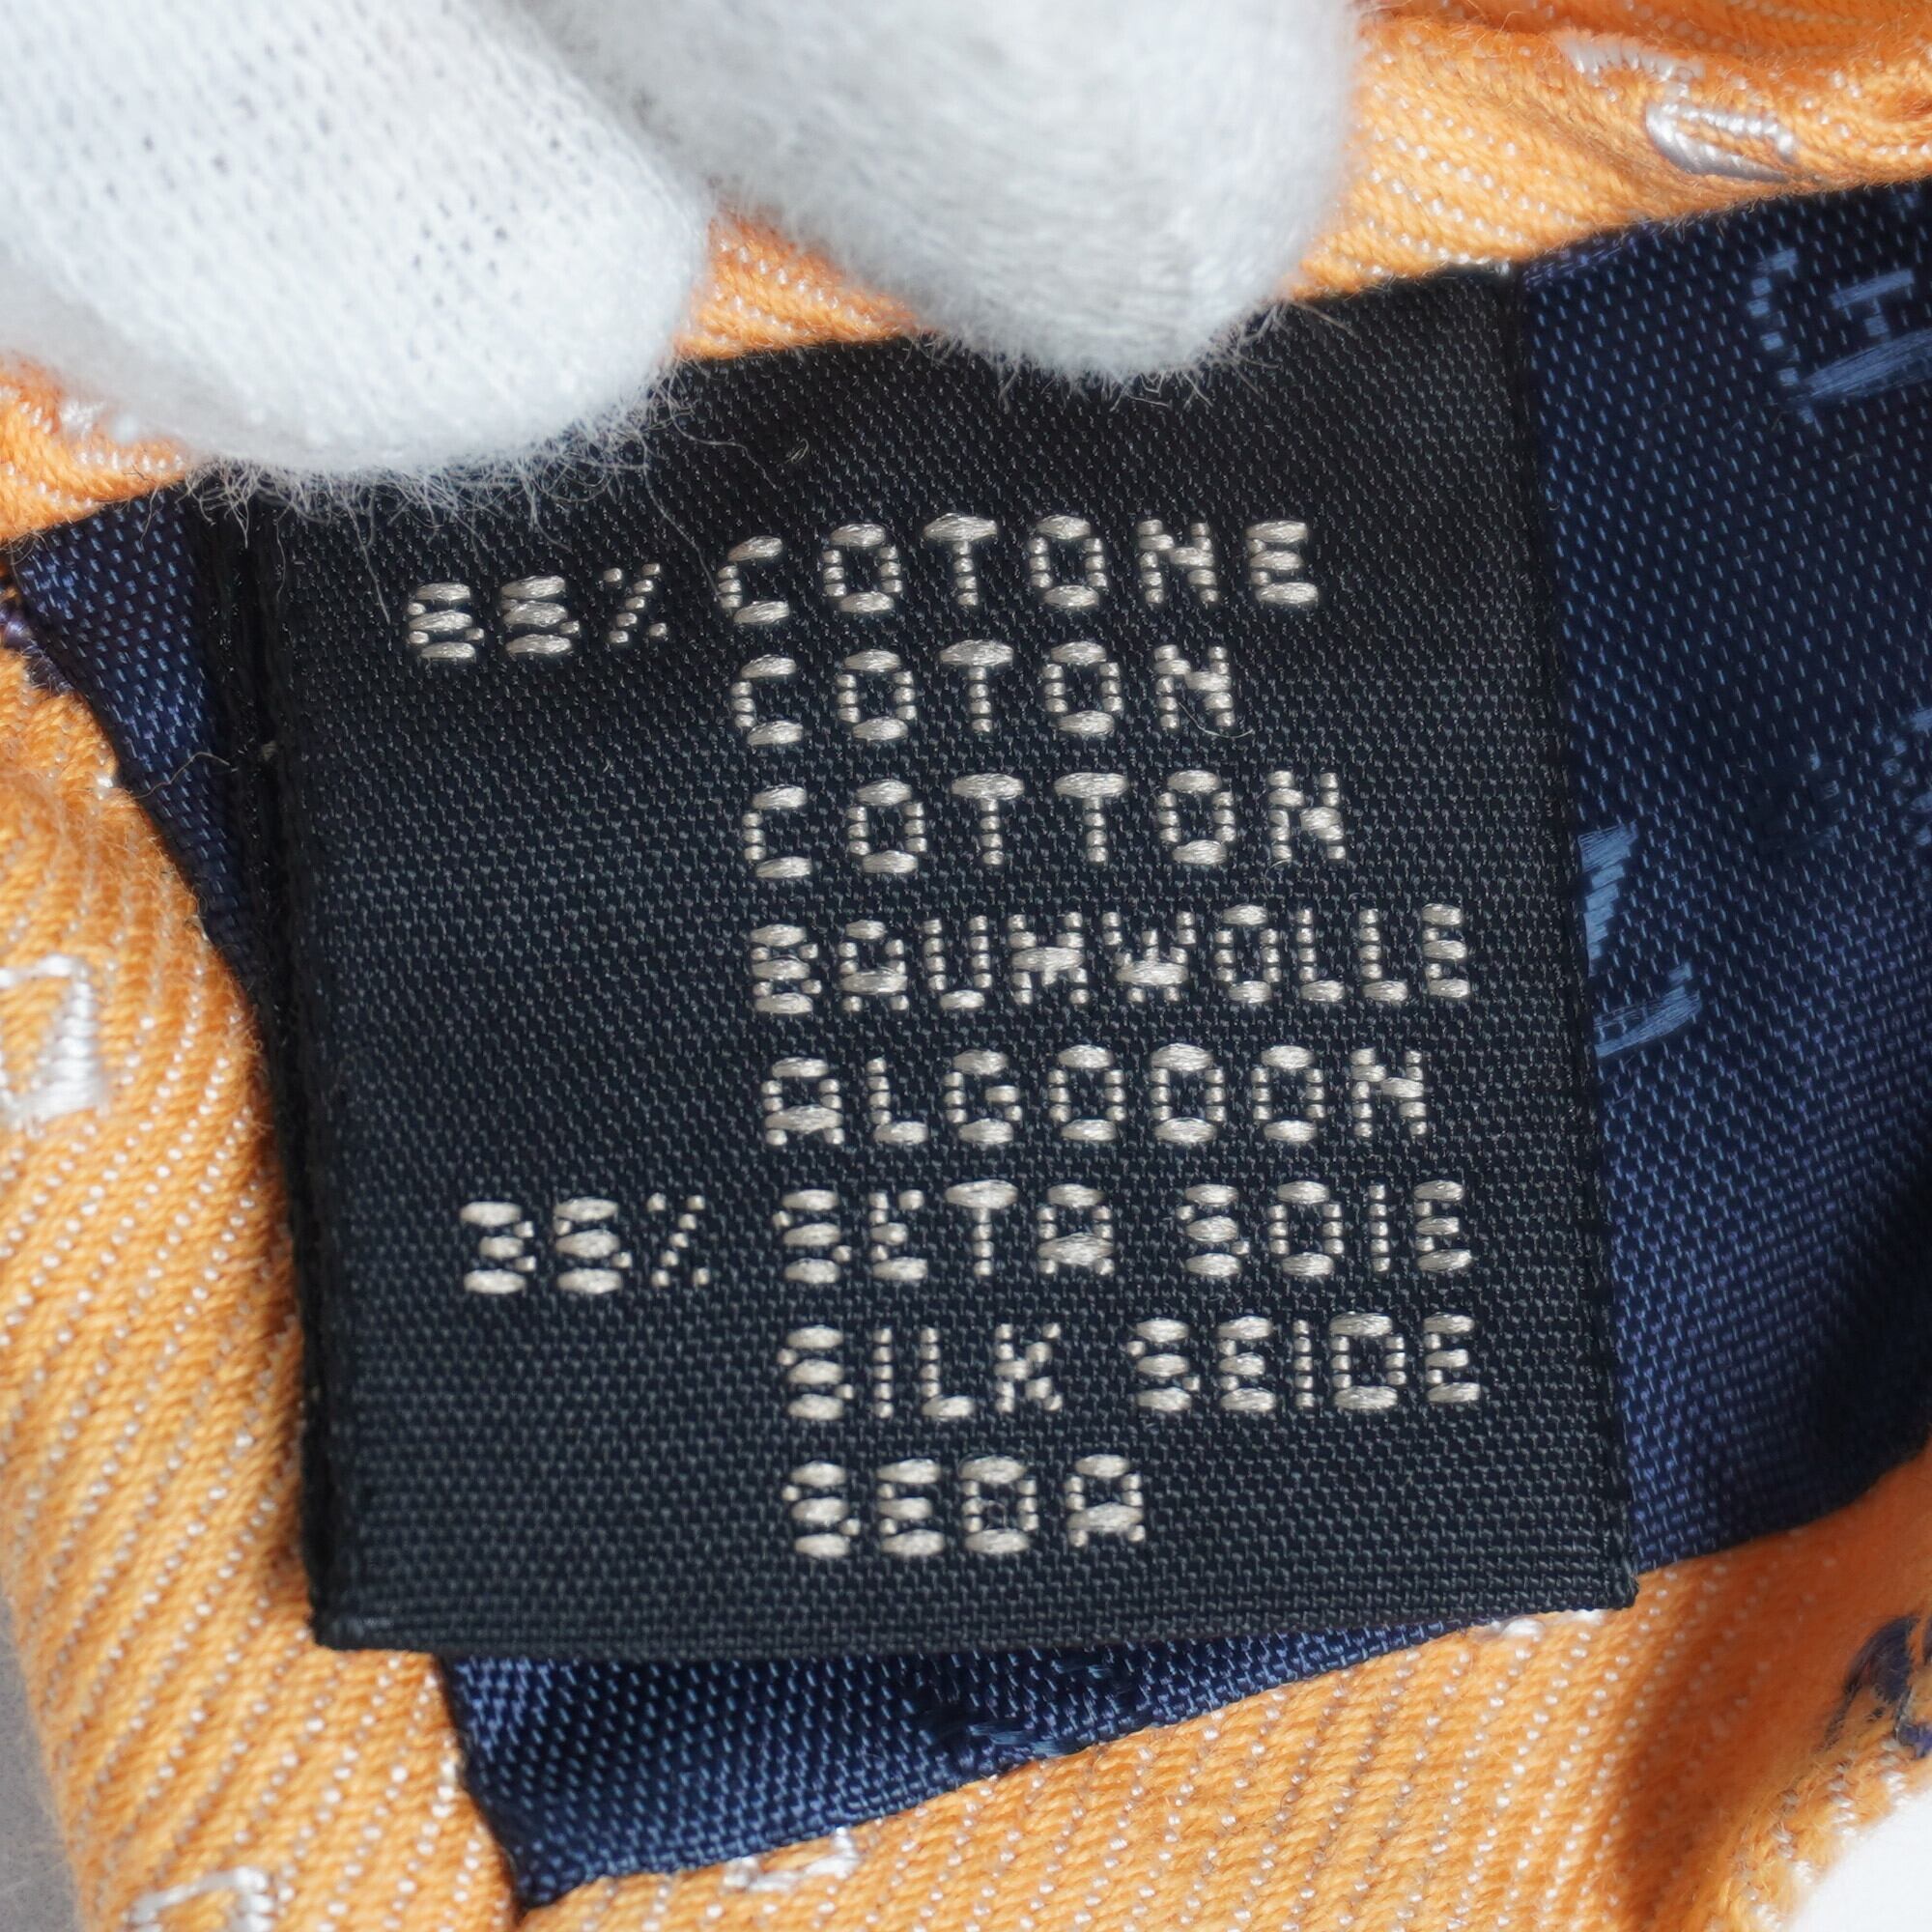 65% COTONE
COTON
COTTON
BAUMWOLLE
ALGODON
35% SETA SOIE
SILK SEIDE
SEDA